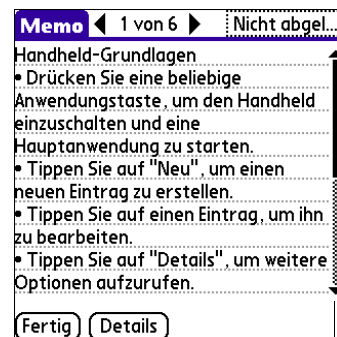 Memo 1 von 6 Nicht abgel...
Handheld-Grundlagen
• Drücken Sie eine beliebige
Anwendungstaste, um den Handheld
einzuschalten und eine
Hauptanwendung zu starten.
• Tippen Sie auf "Neu", um einen
neuen Eintrag zu erstellen.
• Tippen Sie auf einen Eintrag, um ihn
zu bearbeiten.
• Tippen Sie auf "Details", um weitere
Optionen aufzurufen.
Fertig Details